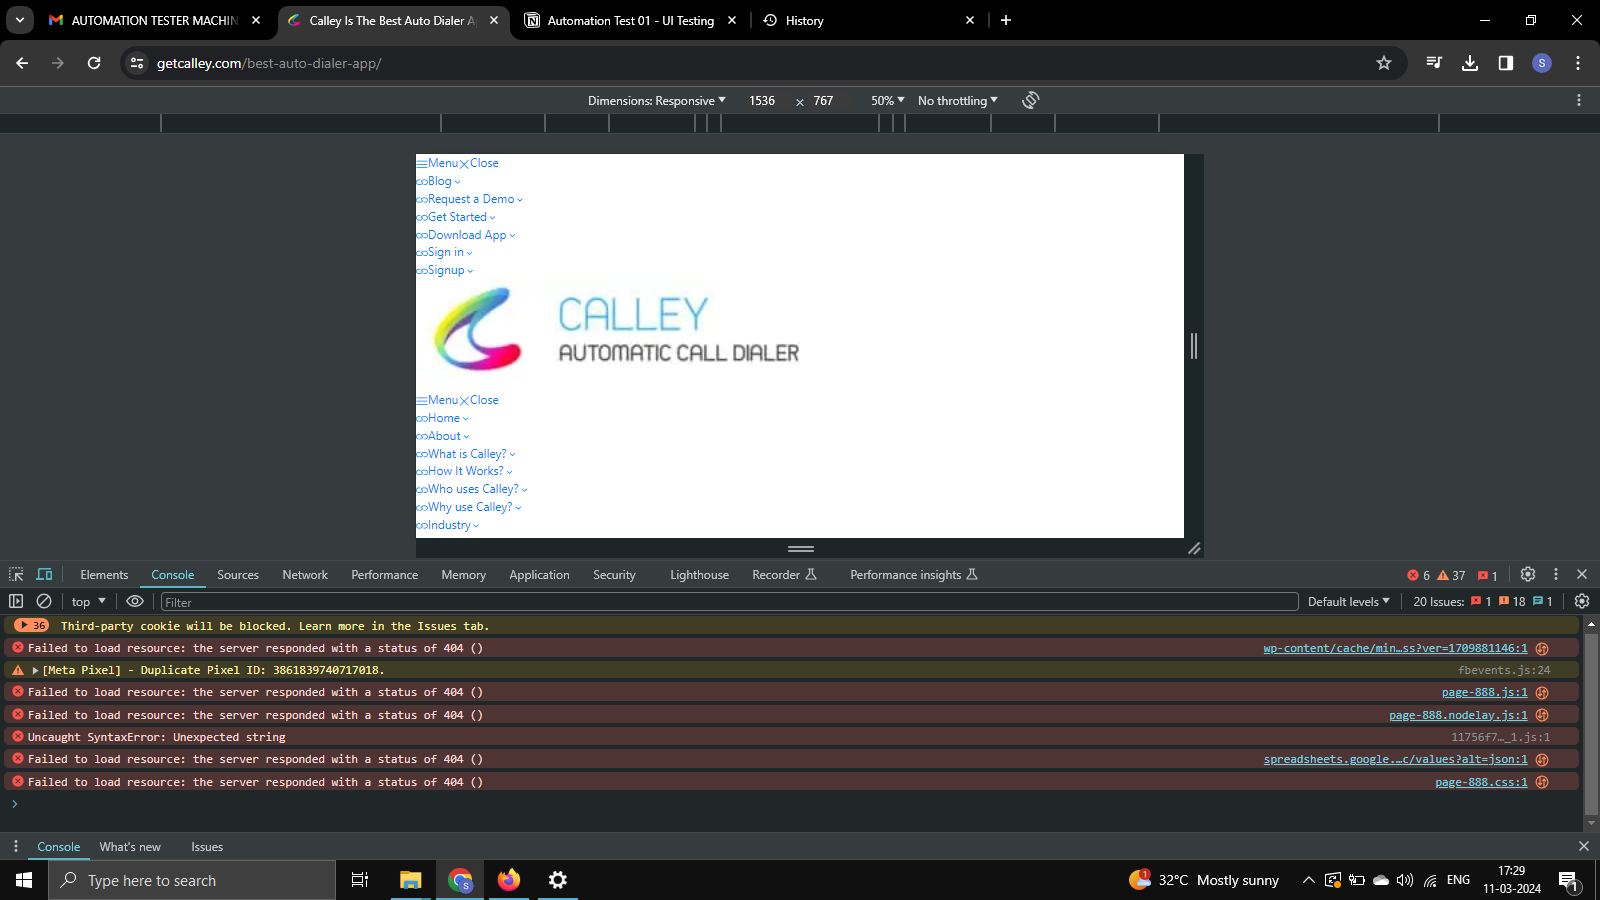 AUTOMATION TESTER MACHIN
Calley Is The Best Auto Dialer A
Automation Test 01 - UI Testing
History
getcalley.com/best-auto-dialer-app/
S
Dimensions: Responsive
1536
×
767
50%
No throttling
Menu Close
Blog
Request a Demo
Get Started
Download App
Sign in
Signup
CALLEY
AUTOMATIC CALL DIALER
Menu Close
Home
About
What is Calley?
How It Works?
Who uses Calley?
Why use Calley?
Industry
Elements
Console
Sources
Network
Performance
Memory
Application
Security
Lighthouse
Recorder
Performance insights
6
37
1
top
Filter
Default levels
20 Issues:
1
18
1
36
Third-party cookie will be blocked. Learn more in the Issues tab.
Failed to load resource: the server responded with a status of 404 ()
wp-content/cache/min…ss?ver=1709881146:1
[Meta Pixel] - Duplicate Pixel ID: 3861839740717018.
fbevents.js:24
Failed to load resource: the server responded with a status of 404 ()
page-888.js:1
Failed to load resource: the server responded with a status of 404 ()
page-888.nodelay.js:1
Uncaught SyntaxError: Unexpected string
11756f7…_1.js:1
Failed to load resource: the server responded with a status of 404 ()
spreadsheets.google.…c/values?alt=json:1
Failed to load resource: the server responded with a status of 404 ()
page-888.css:1
Console
What's new
Issues
Type here to search
S
1
32°C Mostly sunny
ENG
17:29
11-03-2024
1